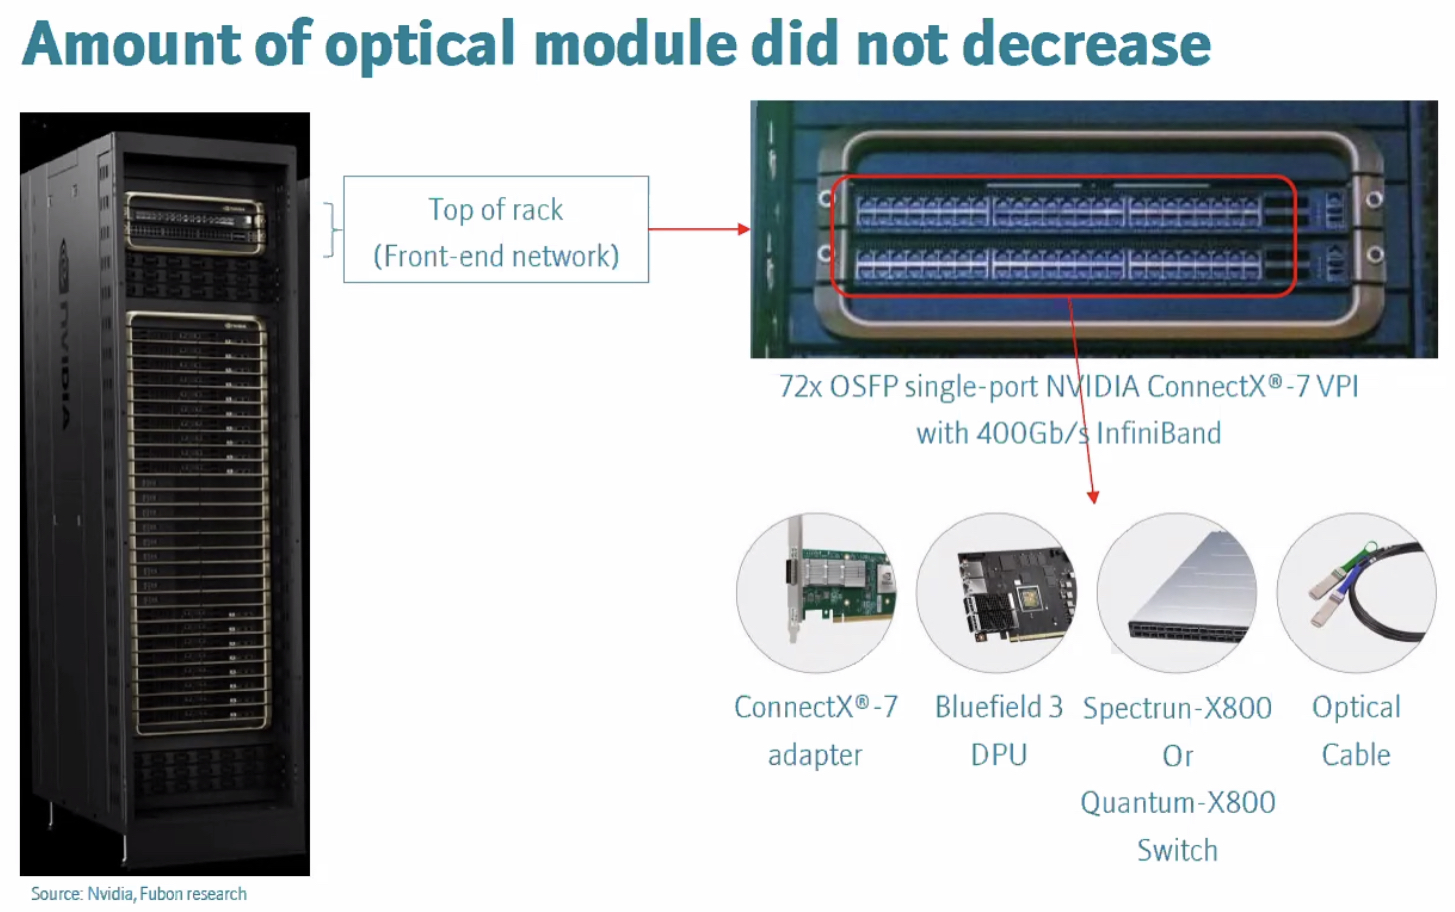 Amount of optical module did not decrease
NVIDIA
Top of rack
(Front-end network)
72x OSFP single-port NVIDIA ConnectX®-7 VPI
with 400Gb/s InfiniBand
ConnectX®-7
adapter
Bluefield 3
DPU
Spectrun-X800
Or
Quantum-X800
Switch
Optical
Cable
Source: Nvidia, Fubon research